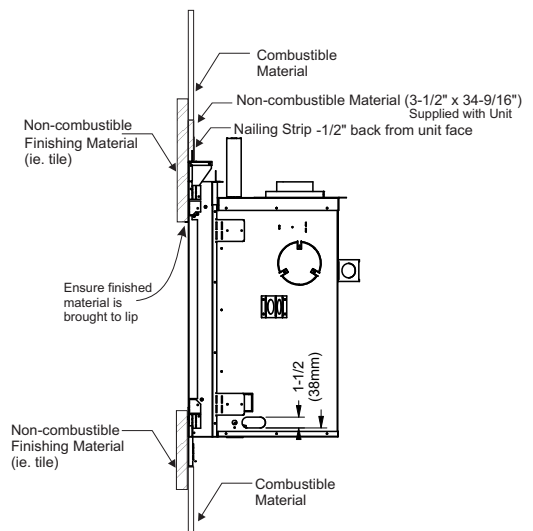 Combustible
Material
Non-combustible Material (3-1/2" x 34-9/16")
Supplied with Unit
Nailing Strip -1/2" back from unit face
Non-combustible
Finishing Material
(ie. tile)
Ensure finished
material is
brought to lip
1-1/2
(38mm)
Non-combustible
Finishing Material
(ie. tile)
Combustible
Material